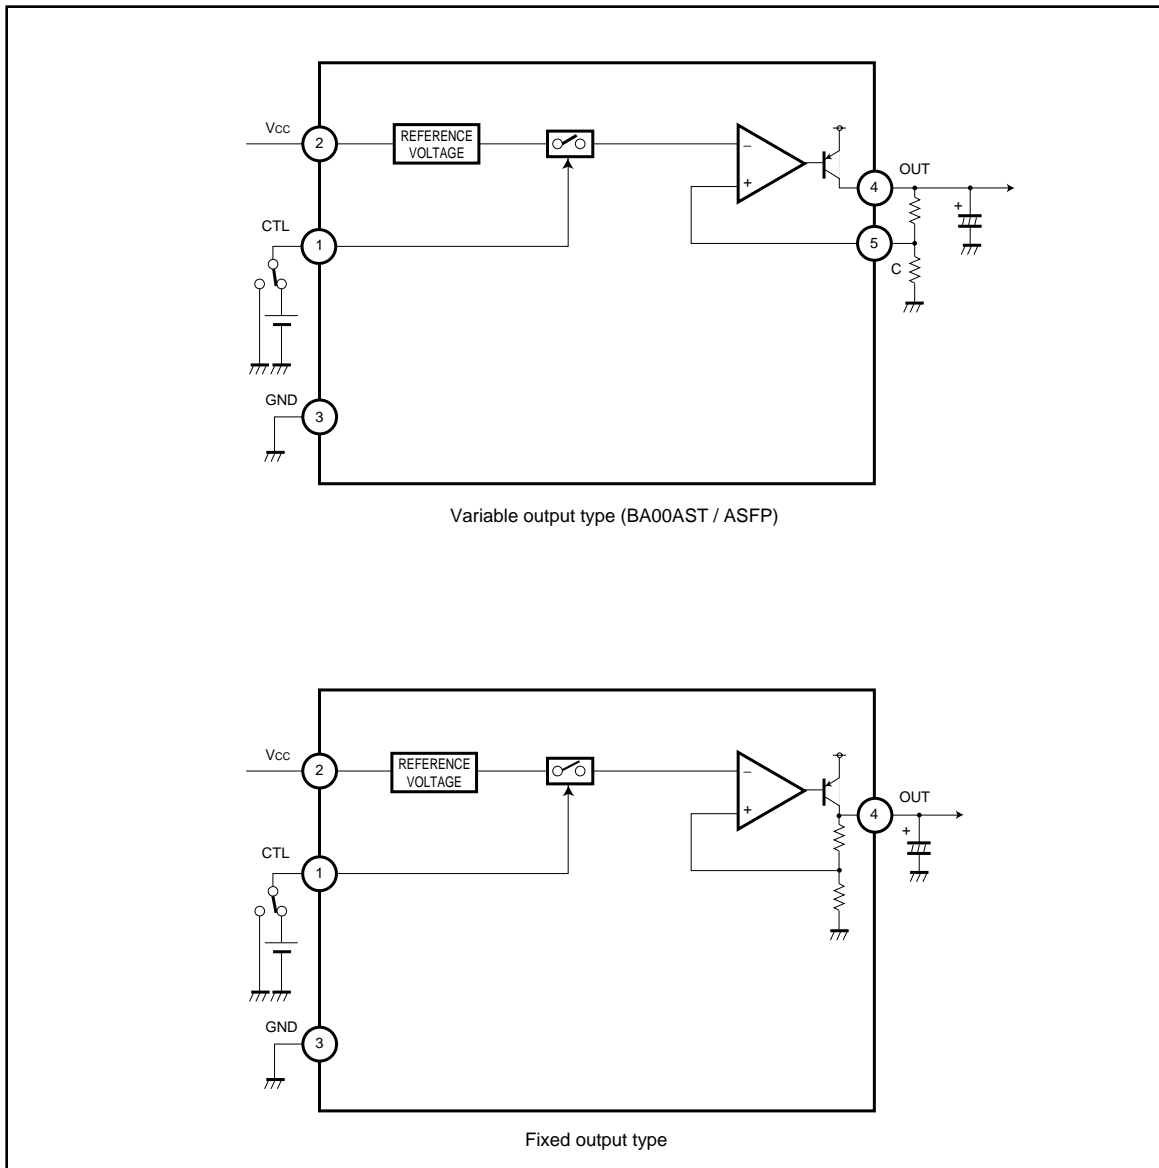 Vcc
2
REFERENCE
VOLTAGE
−
+
OUT
4
+
CTL
1
5
C
GND
3
Variable output type (BA00AST / ASFP)
Vcc
2
REFERENCE
VOLTAGE
−
+
OUT
4
+
CTL
1
GND
3
Fixed output type